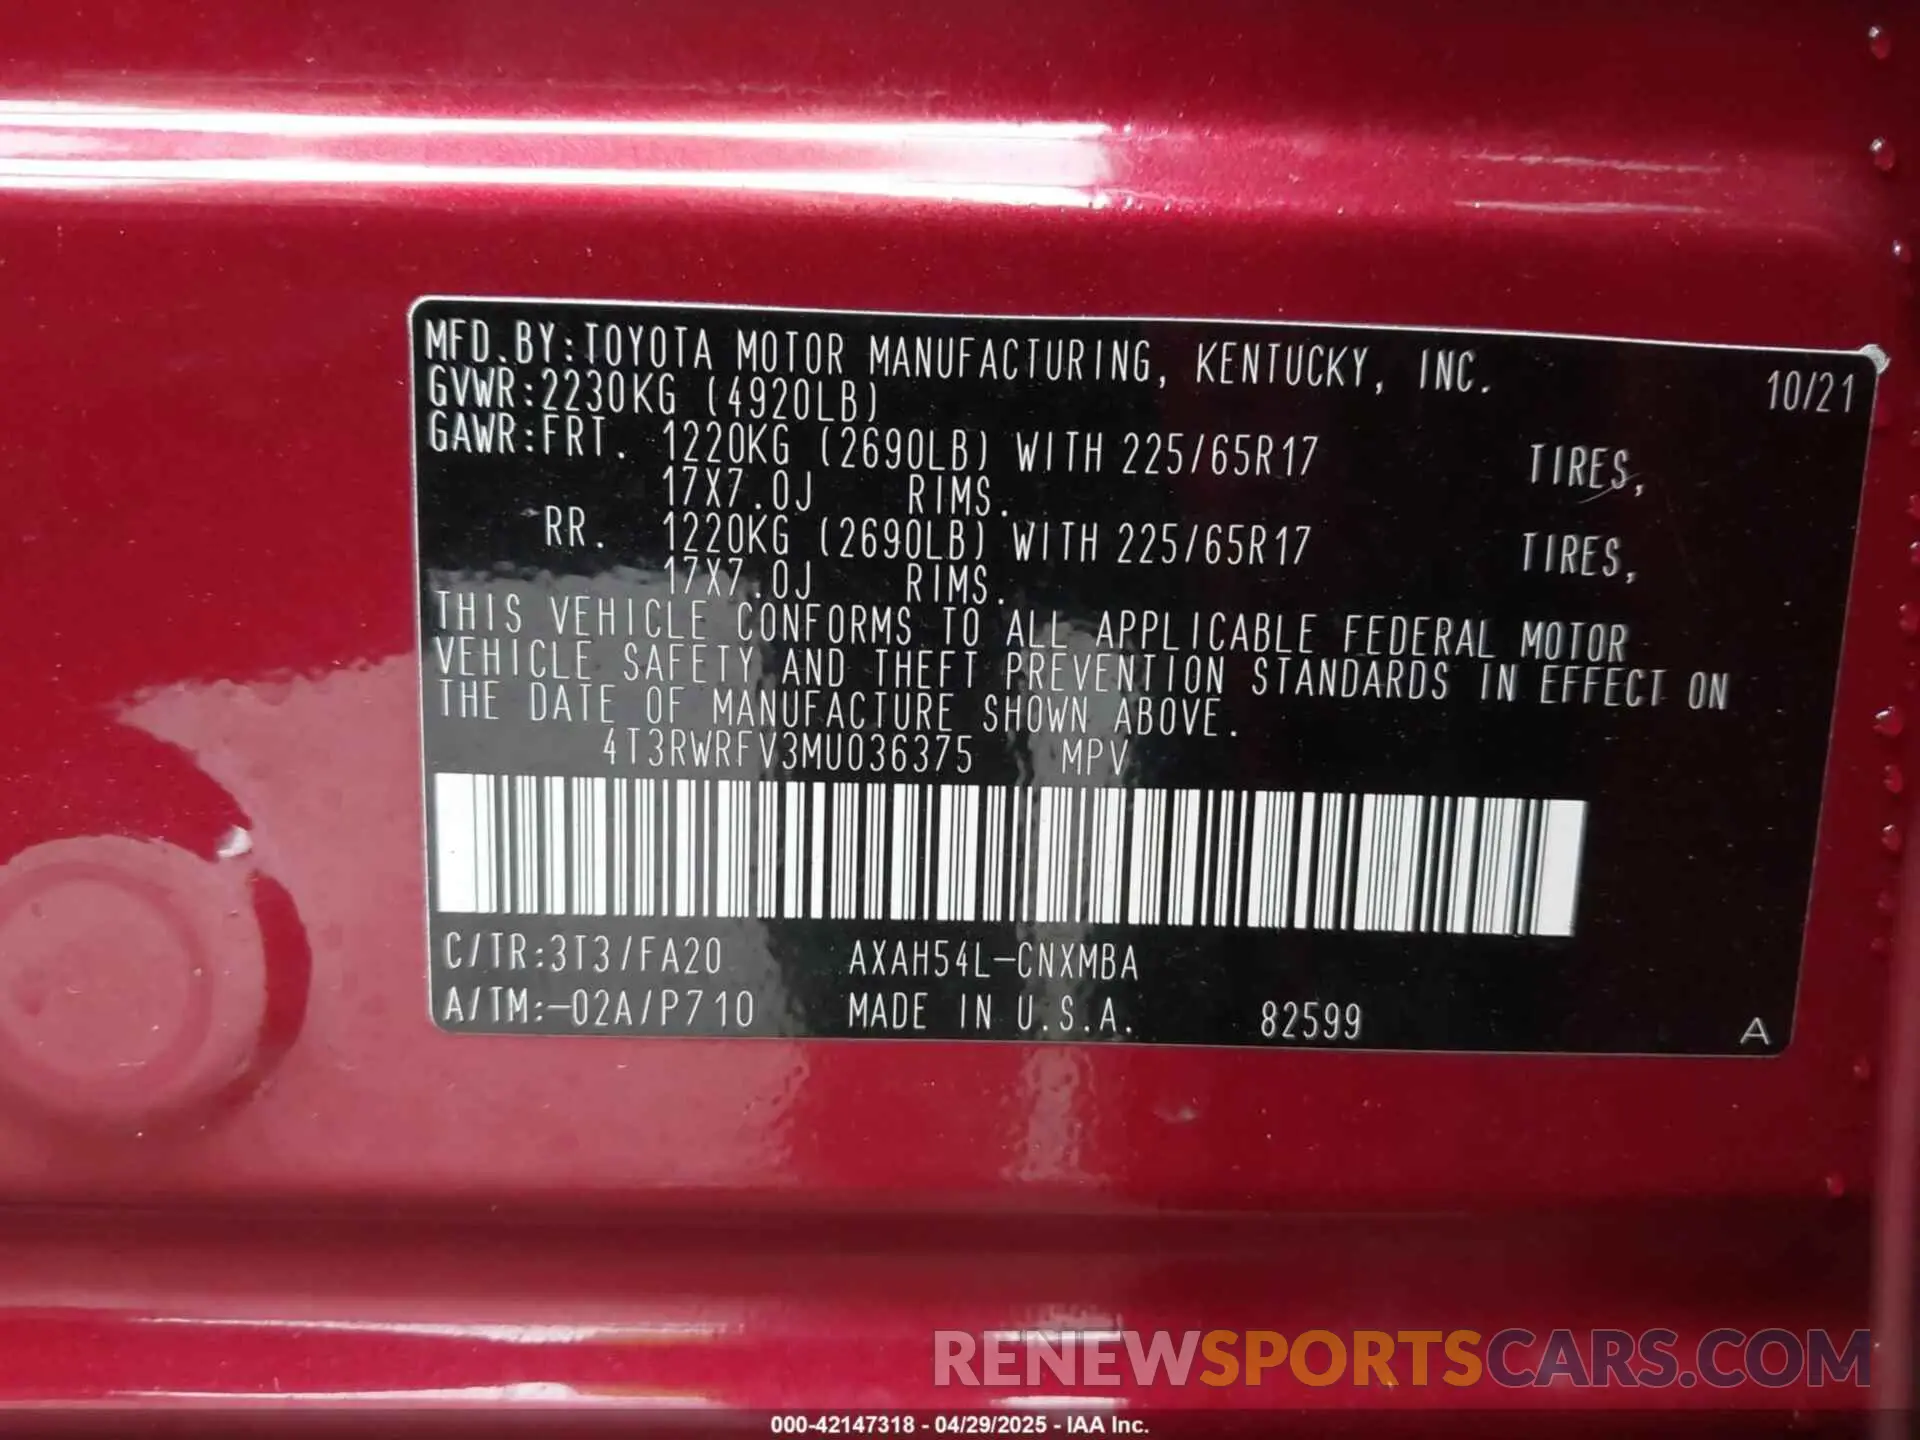 MFD.BY:TOYOTA MOTOR MANUFACTURING, KENTUCKY, INC. 10/21
GVWR:2230KG (4920LB)
GAWR:FRT. 1220KG (2690LB) WITH 225/65R17 TIRES,
17X7.0J RIMS.
RR. 1220KG (2690LB) WITH 225/65R17 TIRES,
17X7.0J RIMS.
THIS VEHICLE CONFORMS TO ALL APPLICABLE FEDERAL MOTOR
VEHICLE SAFETY AND THEFT PREVENTION STANDARDS IN EFFECT ON
THE DATE OF MANUFACTURE SHOWN ABOVE.
4T3RWRFV3MU036375 MPV
C/TR:3T3/FA20 AXAH54L-CNXMBA
A/TM:-02A/P710 MADE IN U.S.A. 82599 A
RENEWSPORTSCARS.COM
000-42147318 - 04/29/2025 - IAA Inc.